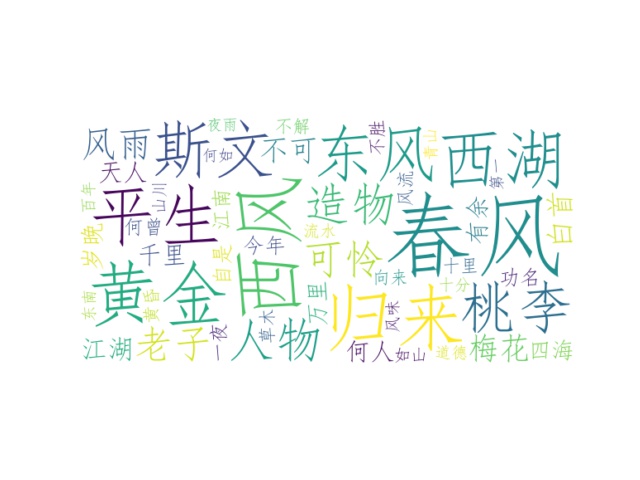 夜雨
不解
风雨
斯文
何如
不可
东风
不胜
青山
西湖
第一
天人
百年
平生
山川
江南
西风
造物
风流
春风
有余
白首
岁晚
何曾
千里
自是
今年
流水
可怜
向来
十里
十分
功名
东南
黄金
黄昏
草木
万里
归来
风味
桃李
江湖
老子
一夜
人物
何人
如山
道德
梅花
四海